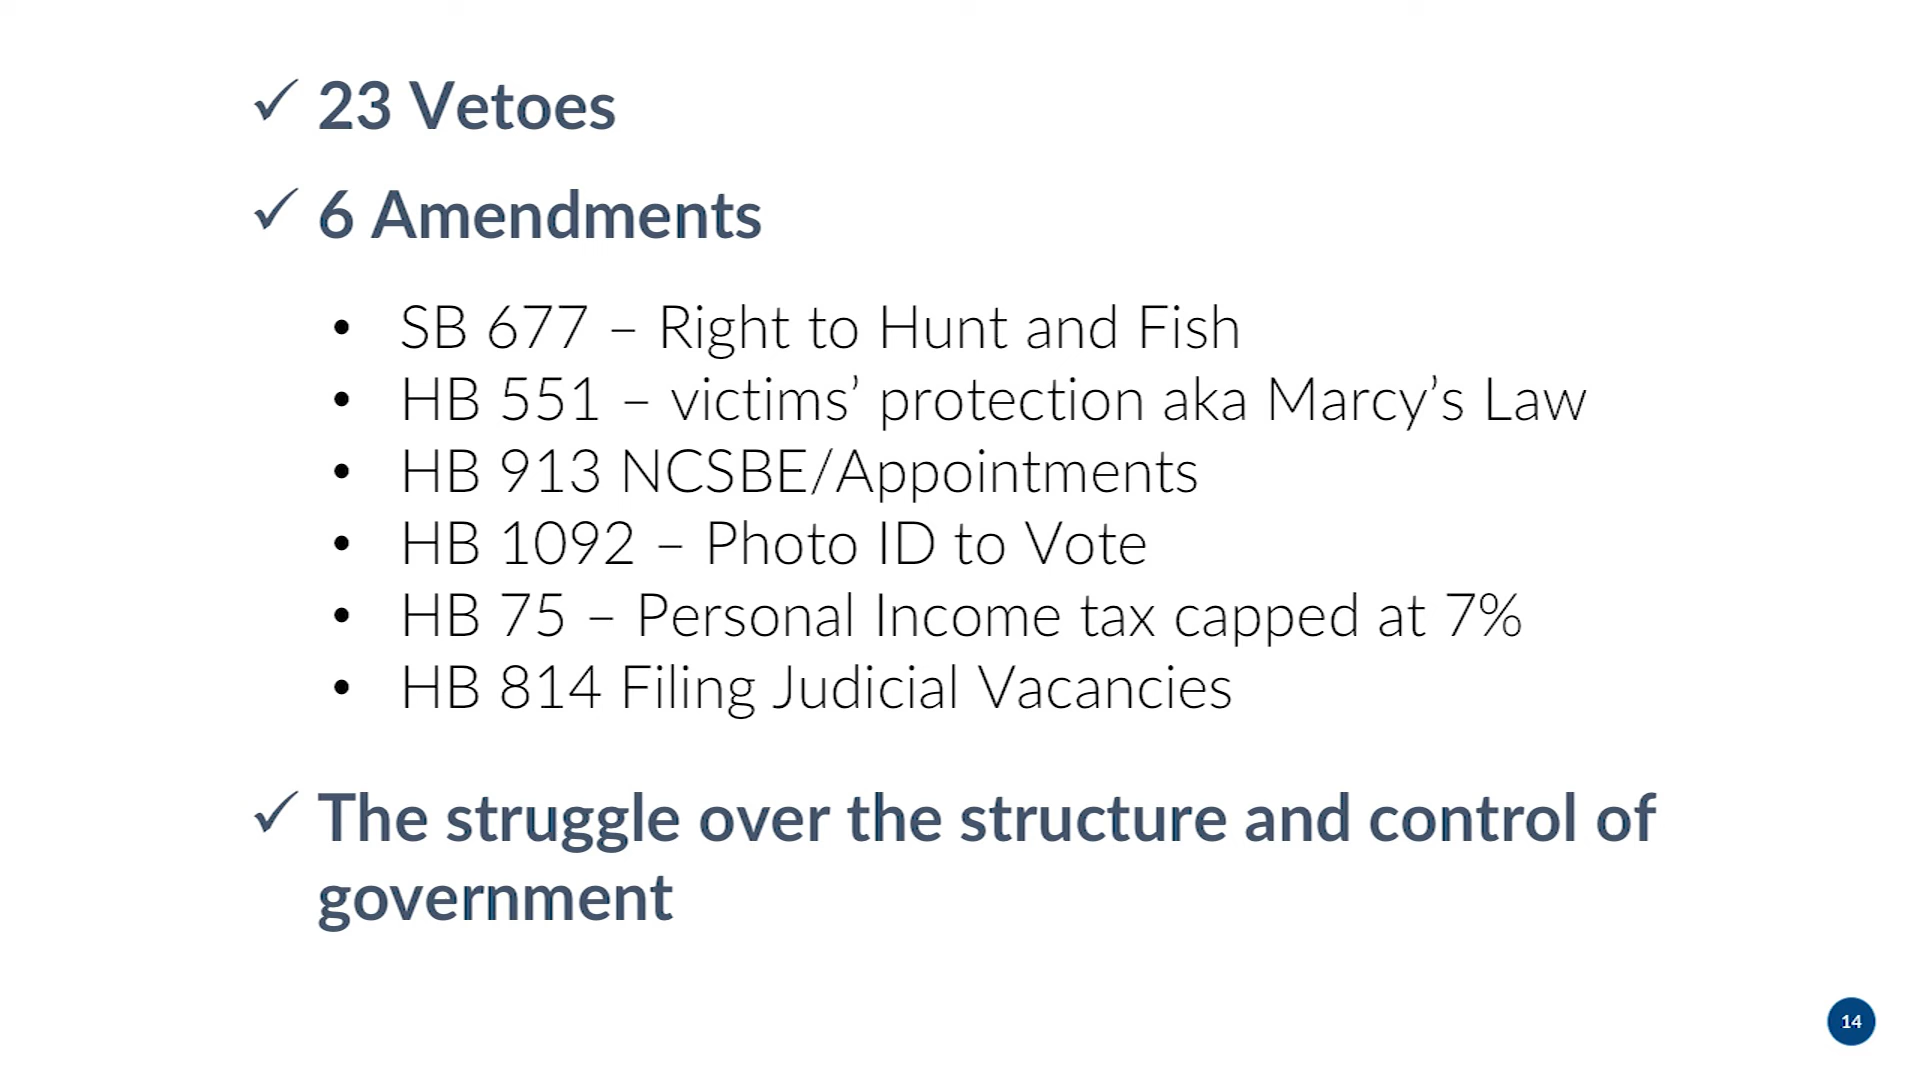 ✓ 23 Vetoes
✓ 6 Amendments
• SB 677 – Right to Hunt and Fish
• HB 551 – victims’ protection aka Marcy’s Law
• HB 913 NCSBE/Appointments
• HB 1092 – Photo ID to Vote
• HB 75 – Personal Income tax capped at 7%
• HB 814 Filing Judicial Vacancies
✓ The struggle over the structure and control of
government
14